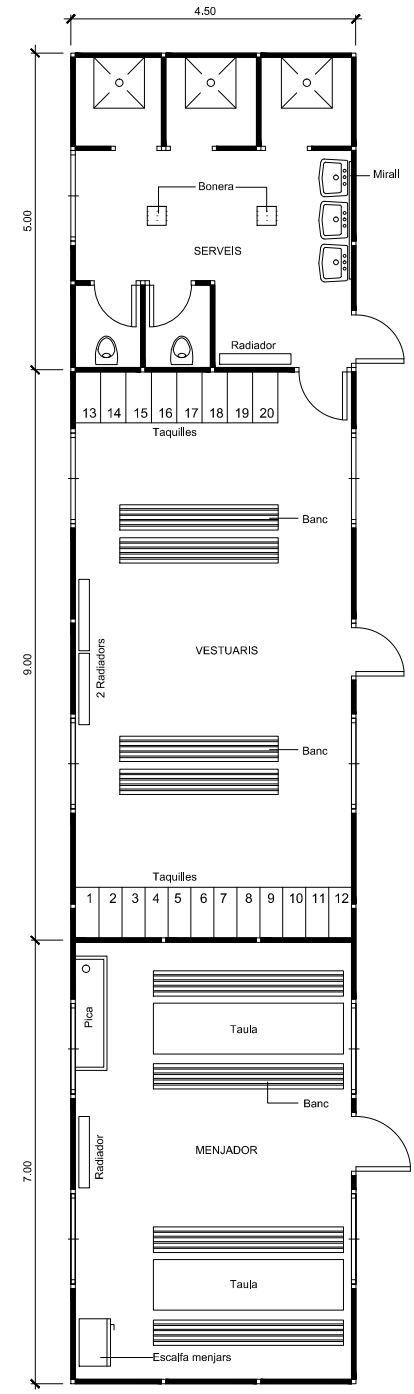 4.50
5.00
Mirall
Bonera
SERVEIS
Radiador
13 14 15 16 17 18 19 20
Taquilles
Banc
9.00
VESTUARIS
2 Radiadors
Banc
Taquilles
1 2 3 4 5 6 7 8 9 10 11 12
Pica
Taula
Banc
7.00
MENJADOR
Radiador
Taula
Escalfa menjars